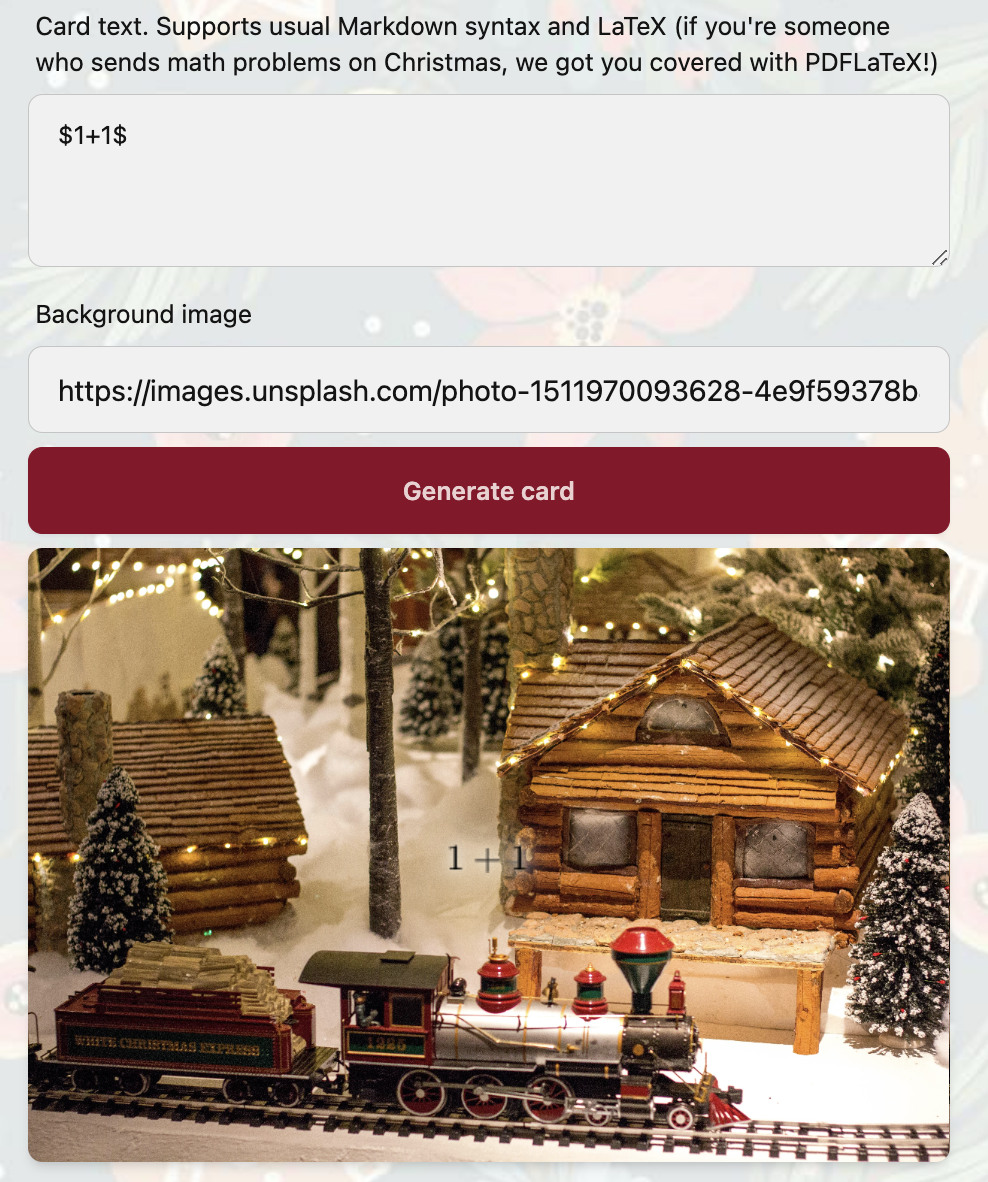 Card text. Supports usual Markdown syntax and LaTeX (if you're someone
who sends math problems on Christmas, we got you covered with PDFLaTeX!)
$1+1$
Background image
https://images.unsplash.com/photo-1511970093628-4e9f59378b
Generate card
1 + 1
WHITE CHRISTMAS EXPRESS
1225